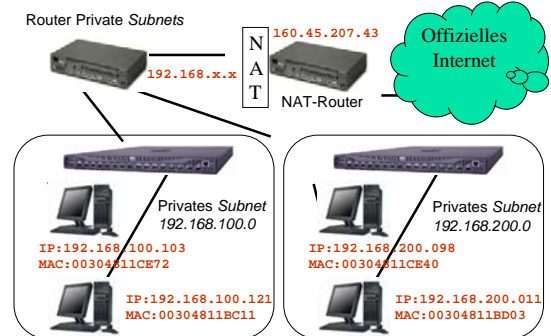 Router Private Subnets
160.45.207.43
NAT
Offizielles
Internet
192.168.x.x
NAT-Router
Privates Subnet
192.168.100.0
IP:192.168.100.103
MAC:00304811CE72
IP:192.168.100.121
MAC:00304811BC11
Privates Subnet
192.168.200.0
IP:192.168.200.098
MAC:00304811CE40
IP:192.168.200.011
MAC:00304811BD03